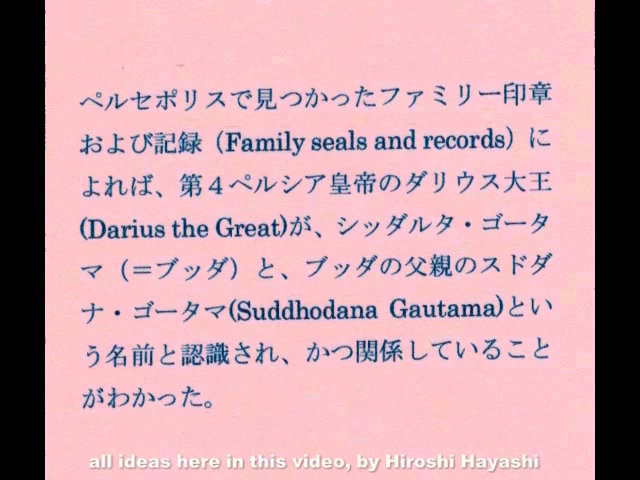 ペルセポリスで見つかったファミリー印章
および記録（Family seals and records）に
よれば、第４ペルシア皇帝のダリウス大王
(Darius the Great)が、シッダルタ・ゴータ
マ（＝ブッダ）と、ブッダの父親のスドダ
ナ・ゴータマ(Suddhodana Gautama)とい
う名前と認識され、かつ関係していること
がわかった。
all ideas here in this video, by Hiroshi Hayashi